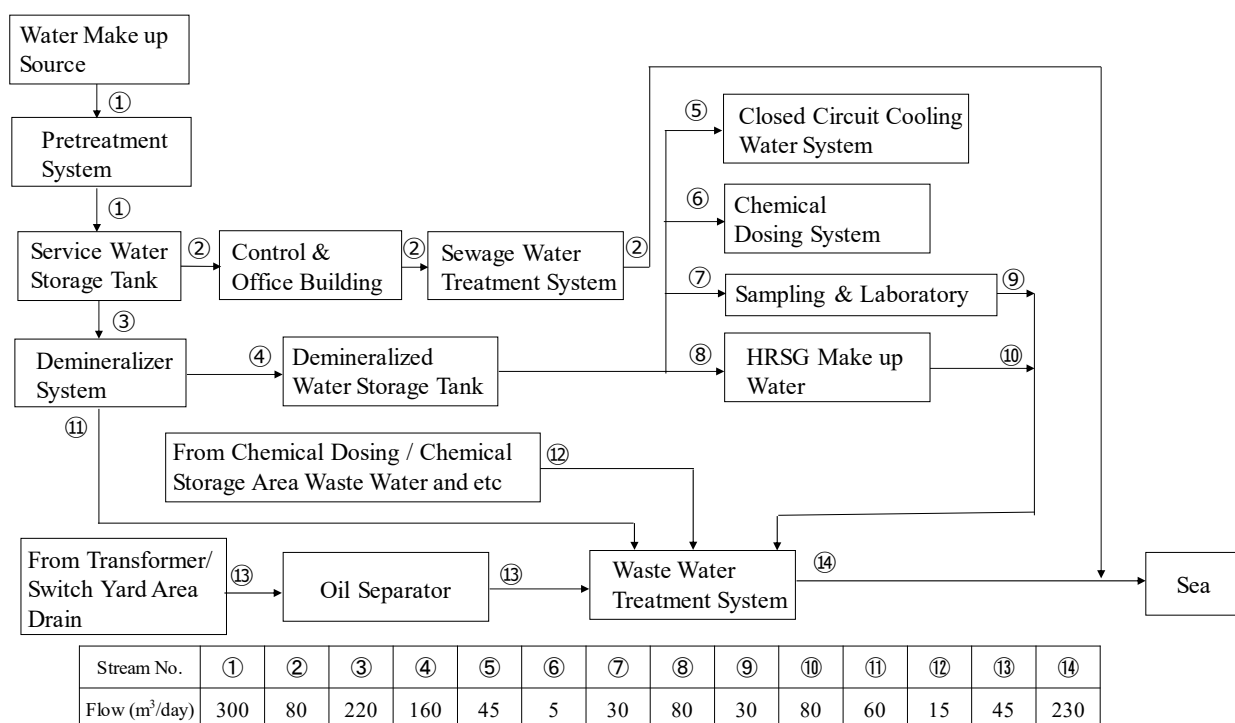 Water Make up
Source
①
Pretreatment
System
①
Service Water
Storage Tank
②
Control &
Office Building
②
Sewage Water
Treatment System
②
③
Demineralizer
System
④
Demineralized
Water Storage Tank
⑤
Closed Circuit Cooling
Water System
⑥
Chemical
Dosing System
⑦
Sampling & Laboratory
⑨
⑧
HRSG Make up
Water
⑩
⑪
From Chemical Dosing / Chemical
Storage Area Waste Water and etc
⑫
From Transformer/
Switch Yard Area
Drain
⑬
Oil Separator
⑬
Waste Water
Treatment System
⑭
Sea
Stream No. ① ② ③ ④ ⑤ ⑥ ⑦ ⑧ ⑨ ⑩ ⑪ ⑫ ⑬ ⑭
Flow (m³/day) 300 80 220 160 45 5 30 80 30 80 60 15 45 230